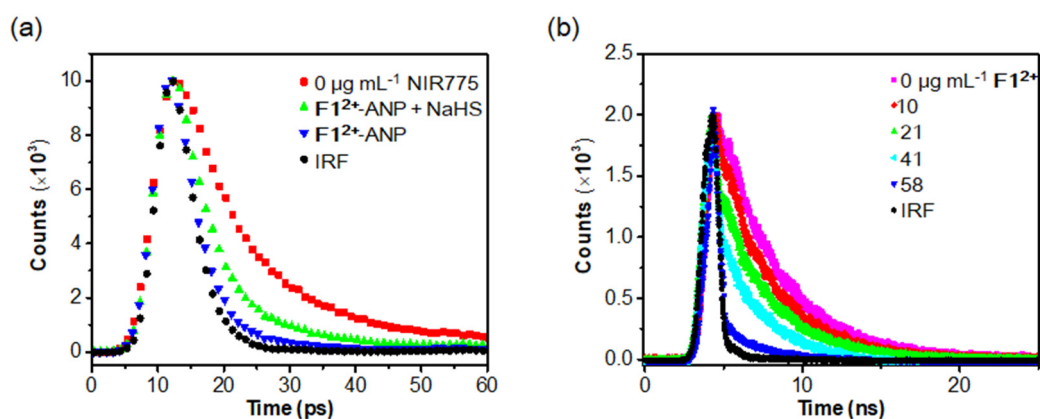 (a)
Counts (×10³)
10
8
6
4
2
0
0 10 20 30 40 50 60
Time (ps)
0 µg mL⁻¹ NIR775
F1²⁺-ANP + NaHS
F1²⁺-ANP
IRF
(b)
Counts (×10³)
2.5
2.0
1.5
1.0
0.5
0.0
0 10 20
Time (ns)
0 µg mL⁻¹ F1²⁺
10
21
41
58
IRF